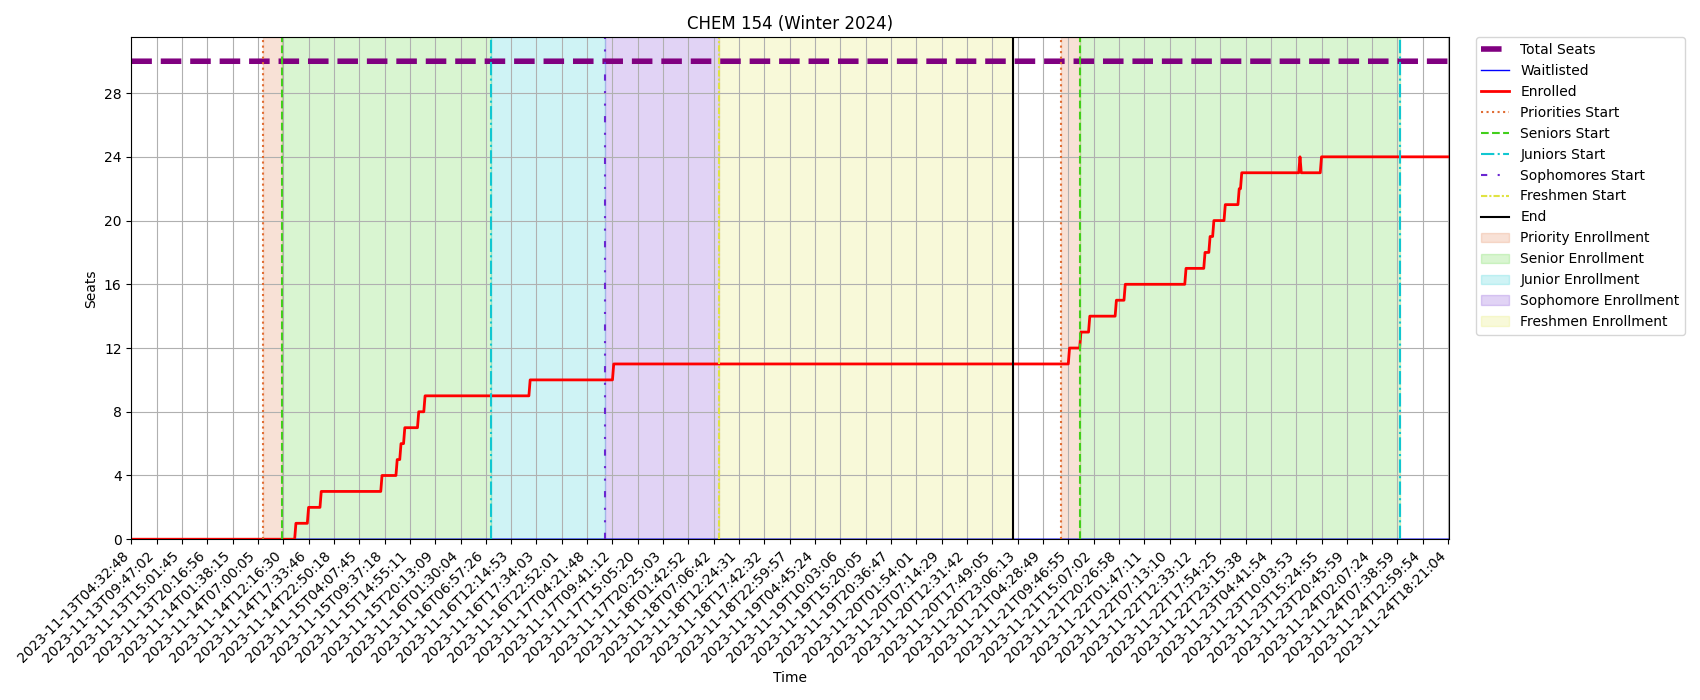 CHEM 154 (Winter 2024)
Seats
28
24
20
16
12
8
4
0
2023-11-13T04:32:48
2023-11-13T09:47:02
2023-11-13T15:01:45
2023-11-13T20:16:56
2023-11-14T01:38:15
2023-11-14T07:00:05
2023-11-14T12:16:30
2023-11-14T17:33:46
2023-11-14T22:50:18
2023-11-15T04:07:45
2023-11-15T09:37:18
2023-11-15T14:55:11
2023-11-15T20:13:09
2023-11-16T01:30:04
2023-11-16T06:57:26
2023-11-16T12:14:53
2023-11-16T17:34:03
2023-11-16T22:52:01
2023-11-17T04:21:48
2023-11-17T09:41:12
2023-11-17T15:05:20
2023-11-17T20:25:03
2023-11-18T01:42:52
2023-11-18T07:06:42
2023-11-18T12:24:31
2023-11-18T17:42:32
2023-11-18T22:59:57
2023-11-19T04:45:24
2023-11-19T10:03:06
2023-11-19T15:20:05
2023-11-19T20:36:47
2023-11-20T01:54:01
2023-11-20T07:14:29
2023-11-20T12:31:42
2023-11-20T17:49:05
2023-11-20T23:06:13
2023-11-21T04:28:49
2023-11-21T09:46:55
2023-11-21T15:07:02
2023-11-21T20:26:58
2023-11-22T01:47:11
2023-11-22T07:13:10
2023-11-22T12:33:12
2023-11-22T17:54:25
2023-11-22T23:15:38
2023-11-23T04:41:54
2023-11-23T10:03:53
2023-11-23T15:24:55
2023-11-23T20:45:59
2023-11-24T02:07:24
2023-11-24T07:38:59
2023-11-24T12:59:54
2023-11-24T18:21:04
Time
Total Seats
Waitlisted
Enrolled
Priorities Start
Seniors Start
Juniors Start
Sophomores Start
Freshmen Start
End
Priority Enrollment
Senior Enrollment
Junior Enrollment
Sophomore Enrollment
Freshmen Enrollment